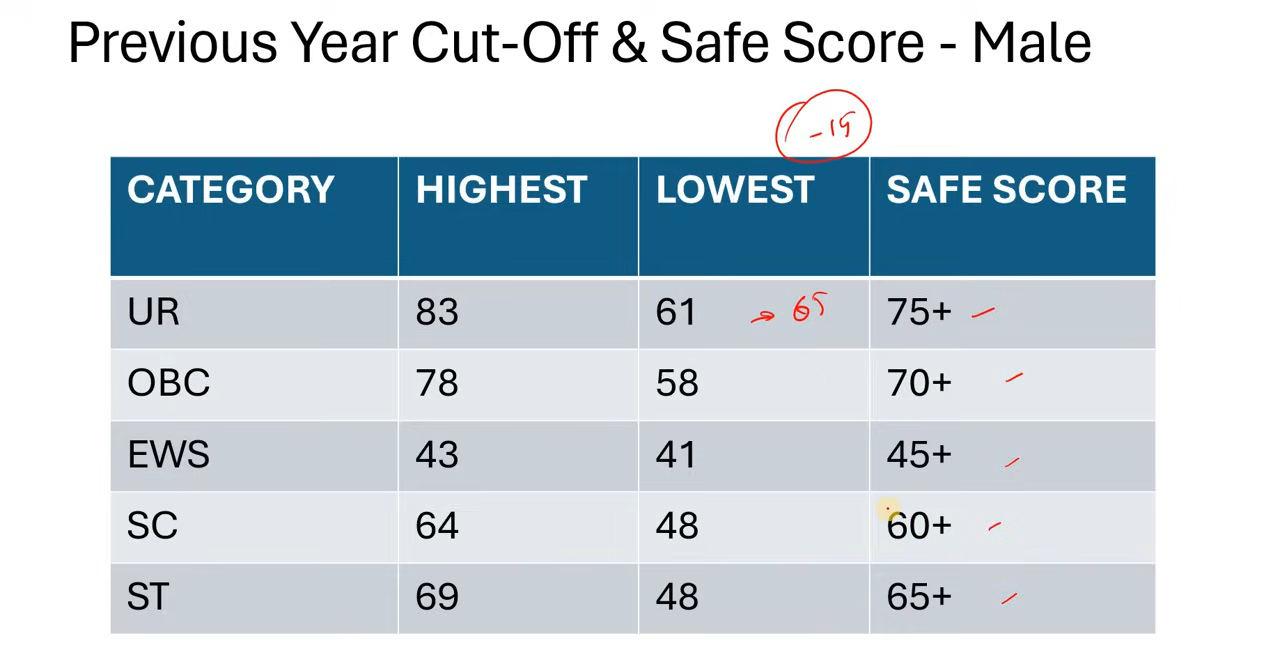 Previous Year Cut-Off & Safe Score - Male
-15
CATEGORY HIGHEST LOWEST SAFE SCORE
UR 83 61 → 65 75+
OBC 78 58 70+
EWS 43 41 45+
SC 64 48 60+
ST 69 48 65+